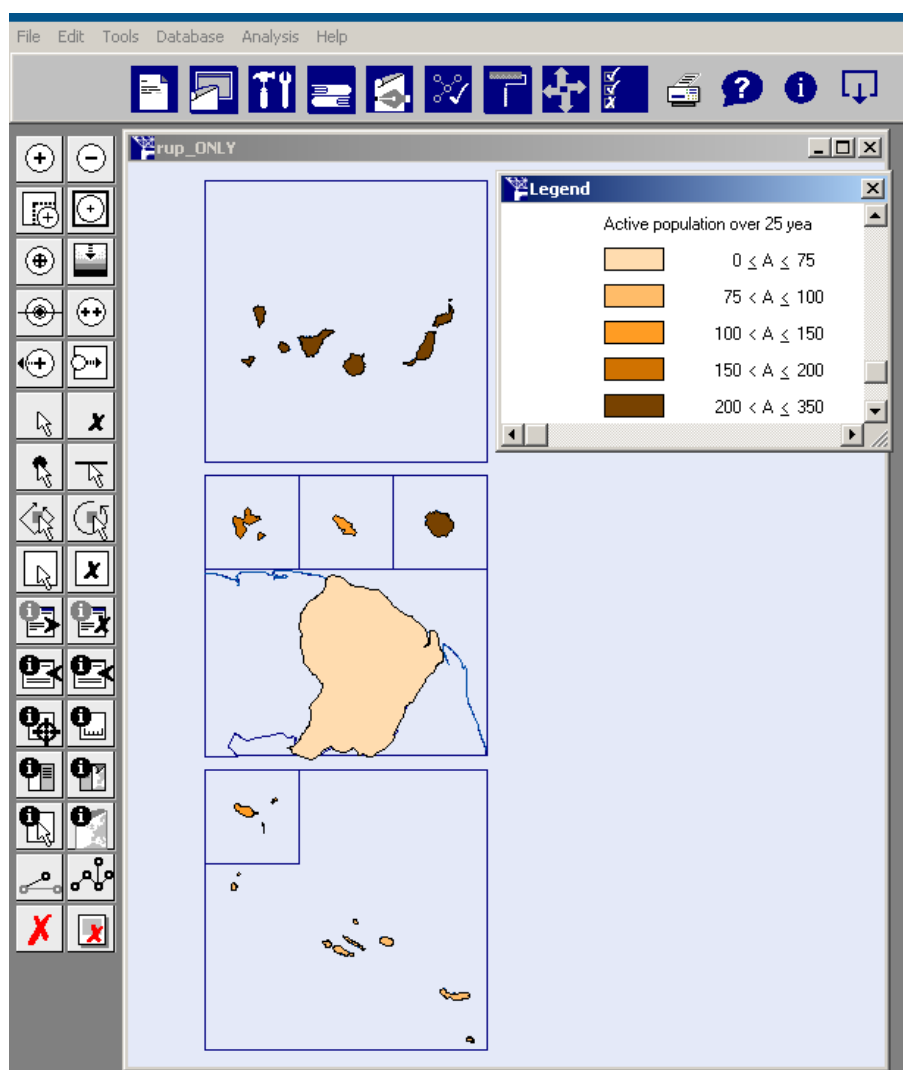 File Edit Tools Database Analysis Help
rup_ONLY
Legend
Active population over 25 yea
0 ≤ A ≤ 75
75 < A ≤ 100
100 < A ≤ 150
150 < A ≤ 200
200 < A ≤ 350